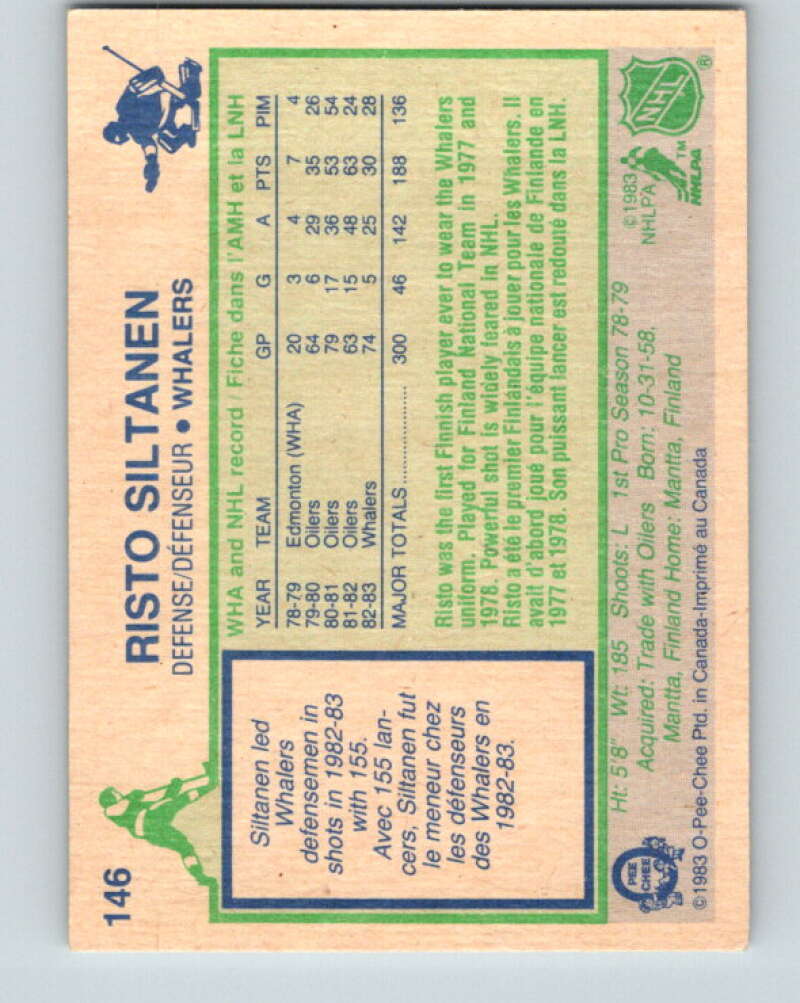 146
RISTO SILTANEN
DEFENSE/DÉFENSEUR • WHALERS
Siltanen led
Whalers
defensemen in
shots in 1982-83
with 155.
Avec 155 lan-
cers, Siltanen fut
le meneur chez
les défenseurs
des Whalers en
1982-83.
WHA and NHL record / Fiche dans l'AMH et la LNH
YEAR TEAM GP G A PTS PIM
78-79 Edmonton (WHA) 20 3 4 7 4
79-80 Oilers 64 6 29 35 26
80-81 Oilers 79 17 36 53 54
81-82 Oilers 63 15 48 63 24
82-83 Whalers 74 5 25 30 28
MAJOR TOTALS .................. 300 46 142 188 136
Risto was the first Finnish player ever to wear the Whalers
uniform. Played for Finland National Team in 1977 and
1978. Powerful shot is widely feared in NHL.
Risto a été le premier Finlandais à jouer pour les Whalers. Il
avait d'abord joué pour l'équipe nationale de Finlande en
1977 et 1978. Son puissant lancer est redouté dans la LNH.
Ht: 5'8" Wt: 185 Shoots: L 1st Pro Season 78-79
Acquired: Trade with Oilers Born: 10-31-58,
Mantta, Finland Home: Mantta, Finland
©1983 O-Pee-Chee Ptd. in Canada-Imprimé au Canada
O
PEE
CHEE
©1983
NHLPA
NHLPA
TM
NHL
®